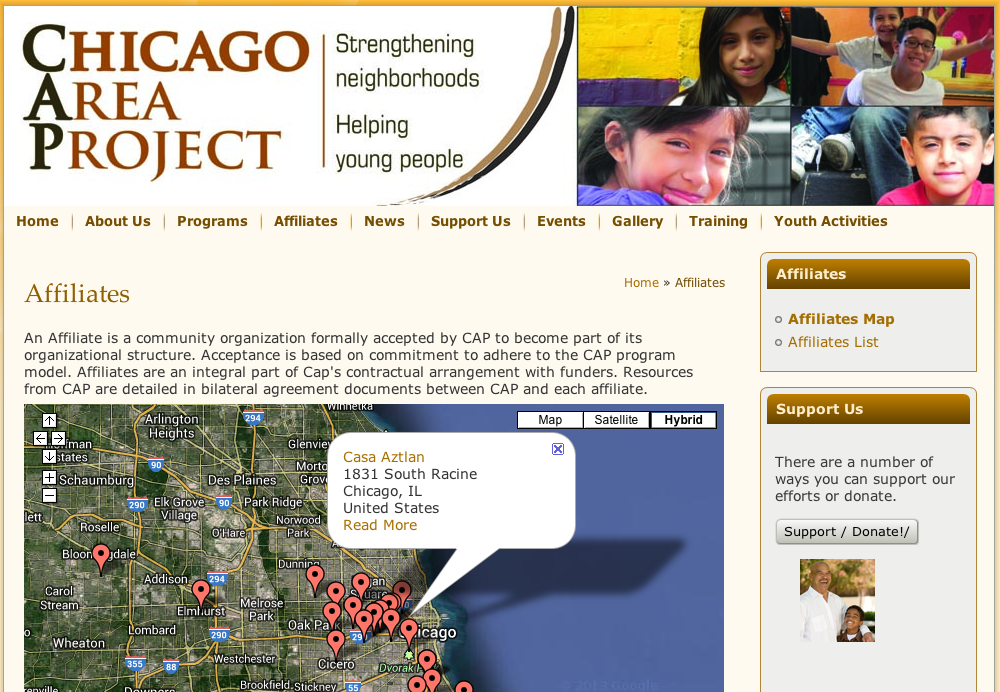 CHICAGO
AREA
PROJECT
Strengthening
neighborhoods
Helping
young people
Home
About Us
Programs
Affiliates
News
Support Us
Events
Gallery
Training
Youth Activities
Affiliates
Home » Affiliates
An Affiliate is a community organization formally accepted by CAP to become part of its
organizational structure. Acceptance is based on commitment to adhere to the CAP program
model. Affiliates are an integral part of Cap's contractual arrangement with funders. Resources
from CAP are detailed in bilateral agreement documents between CAP and each affiliate.
Map
Satellite
Hybrid
Casa Aztlan
1831 South Racine
Chicago, IL
United States
Read More
Winnetka
Arlington
Heights
294
Glenview
90
Schaumburg
Des Plaines
290
Elk Grove
Village
90
Park Ridge
Roselle
O'Hare
Norwood
Park
Dunning
Addison
294
Carol
Stream
Elmhurst
Melrose
Park
Oak Park
Lombard
290
Wheaton
Cicero
Westchester
355
88
Brookfield
Stickney
55
Affiliates
Affiliates Map
Affiliates List
Support Us
There are a number of
ways you can support our
efforts or donate.
Support / Donate!/